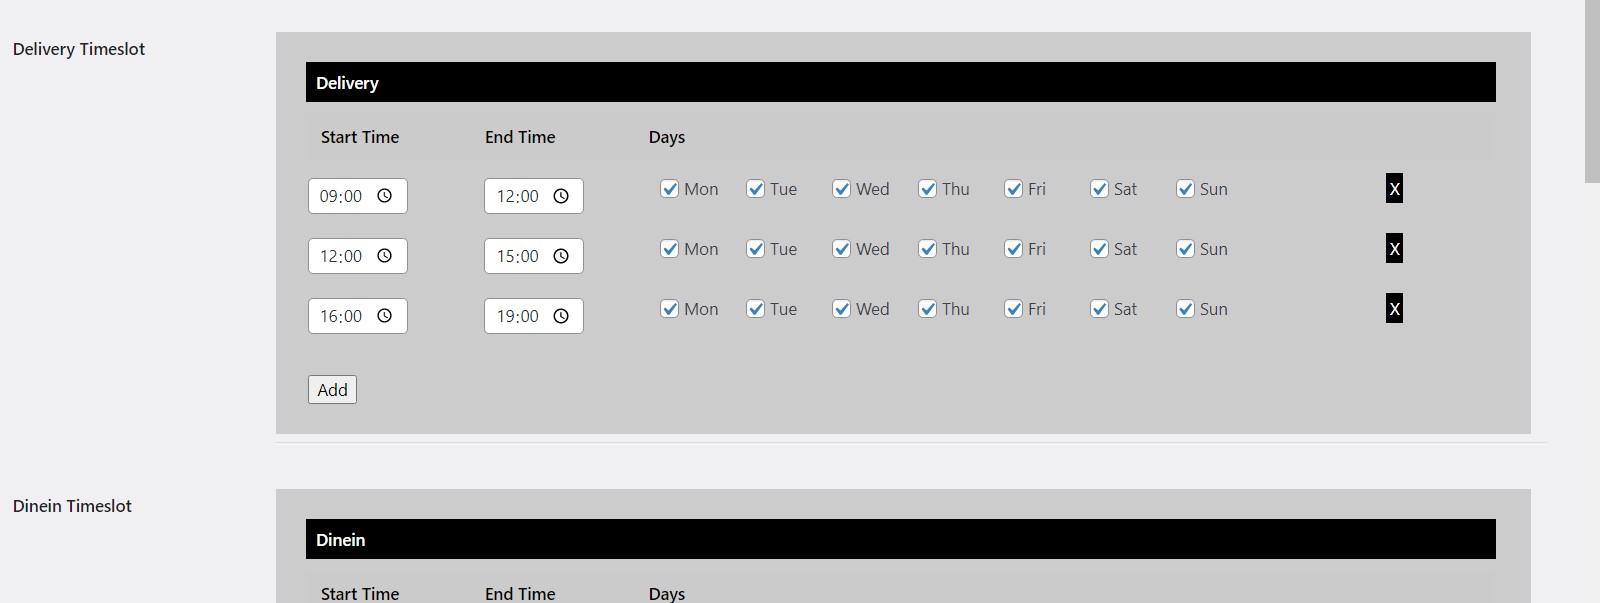 Delivery Timeslot
Delivery
Start Time End Time Days
09:00 12:00 Mon Tue Wed Thu Fri Sat Sun X
12:00 15:00 Mon Tue Wed Thu Fri Sat Sun X
16:00 19:00 Mon Tue Wed Thu Fri Sat Sun X
Add
Dinein Timeslot
Dinein
Start Time End Time Days